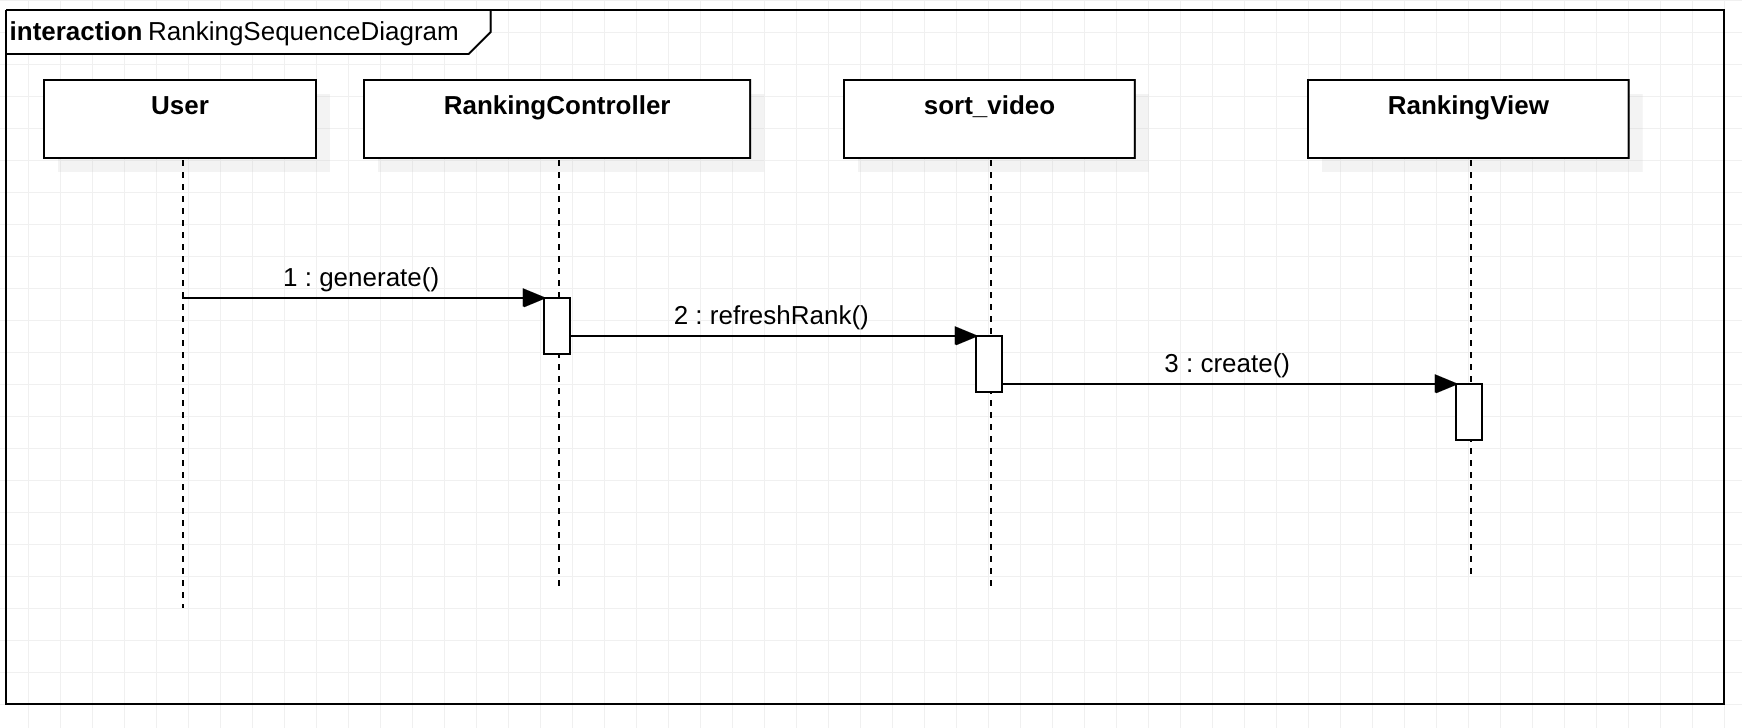 interaction RankingSequenceDiagram
User
RankingController
sort_video
RankingView
1 : generate()
2 : refreshRank()
3 : create()